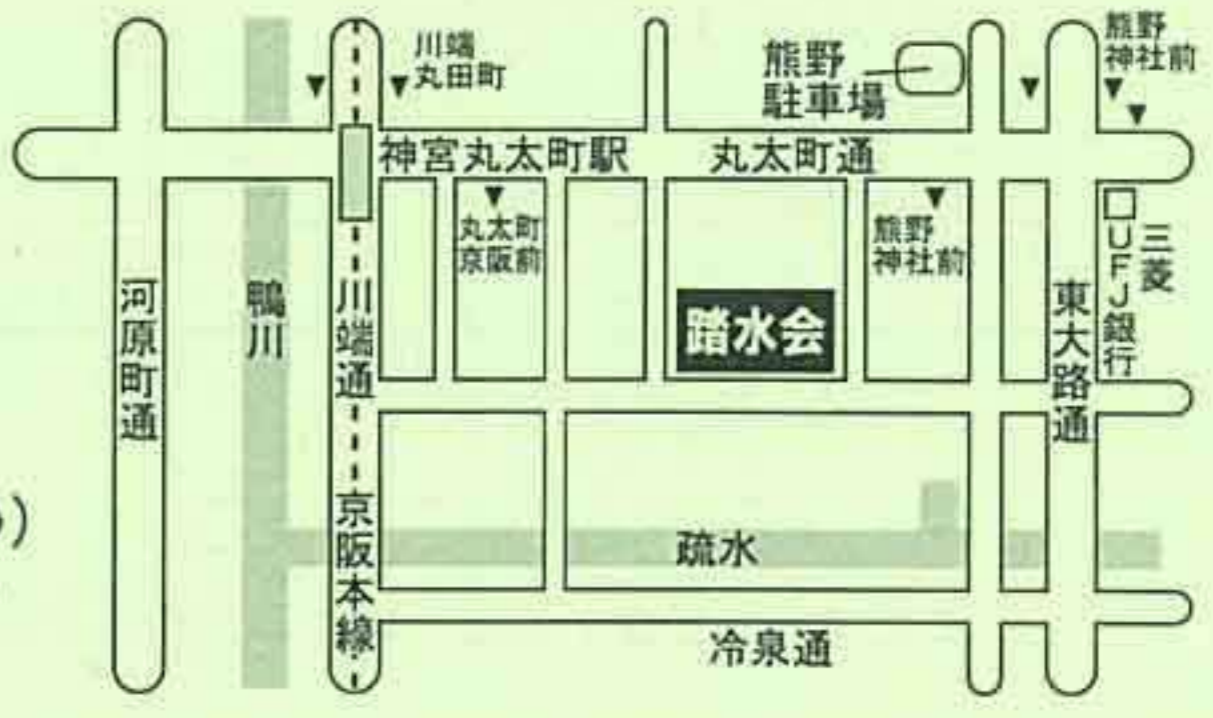 川端
丸田町
熊野
駐車場
熊野
神社前
神宮丸太町駅
丸太町通
丸太町
京阪前
熊野
神社前
三菱
UFJ銀行
河原町通
鴨川
川端通
踏水会
東大路通
京阪本線
疏水
冷泉通
)